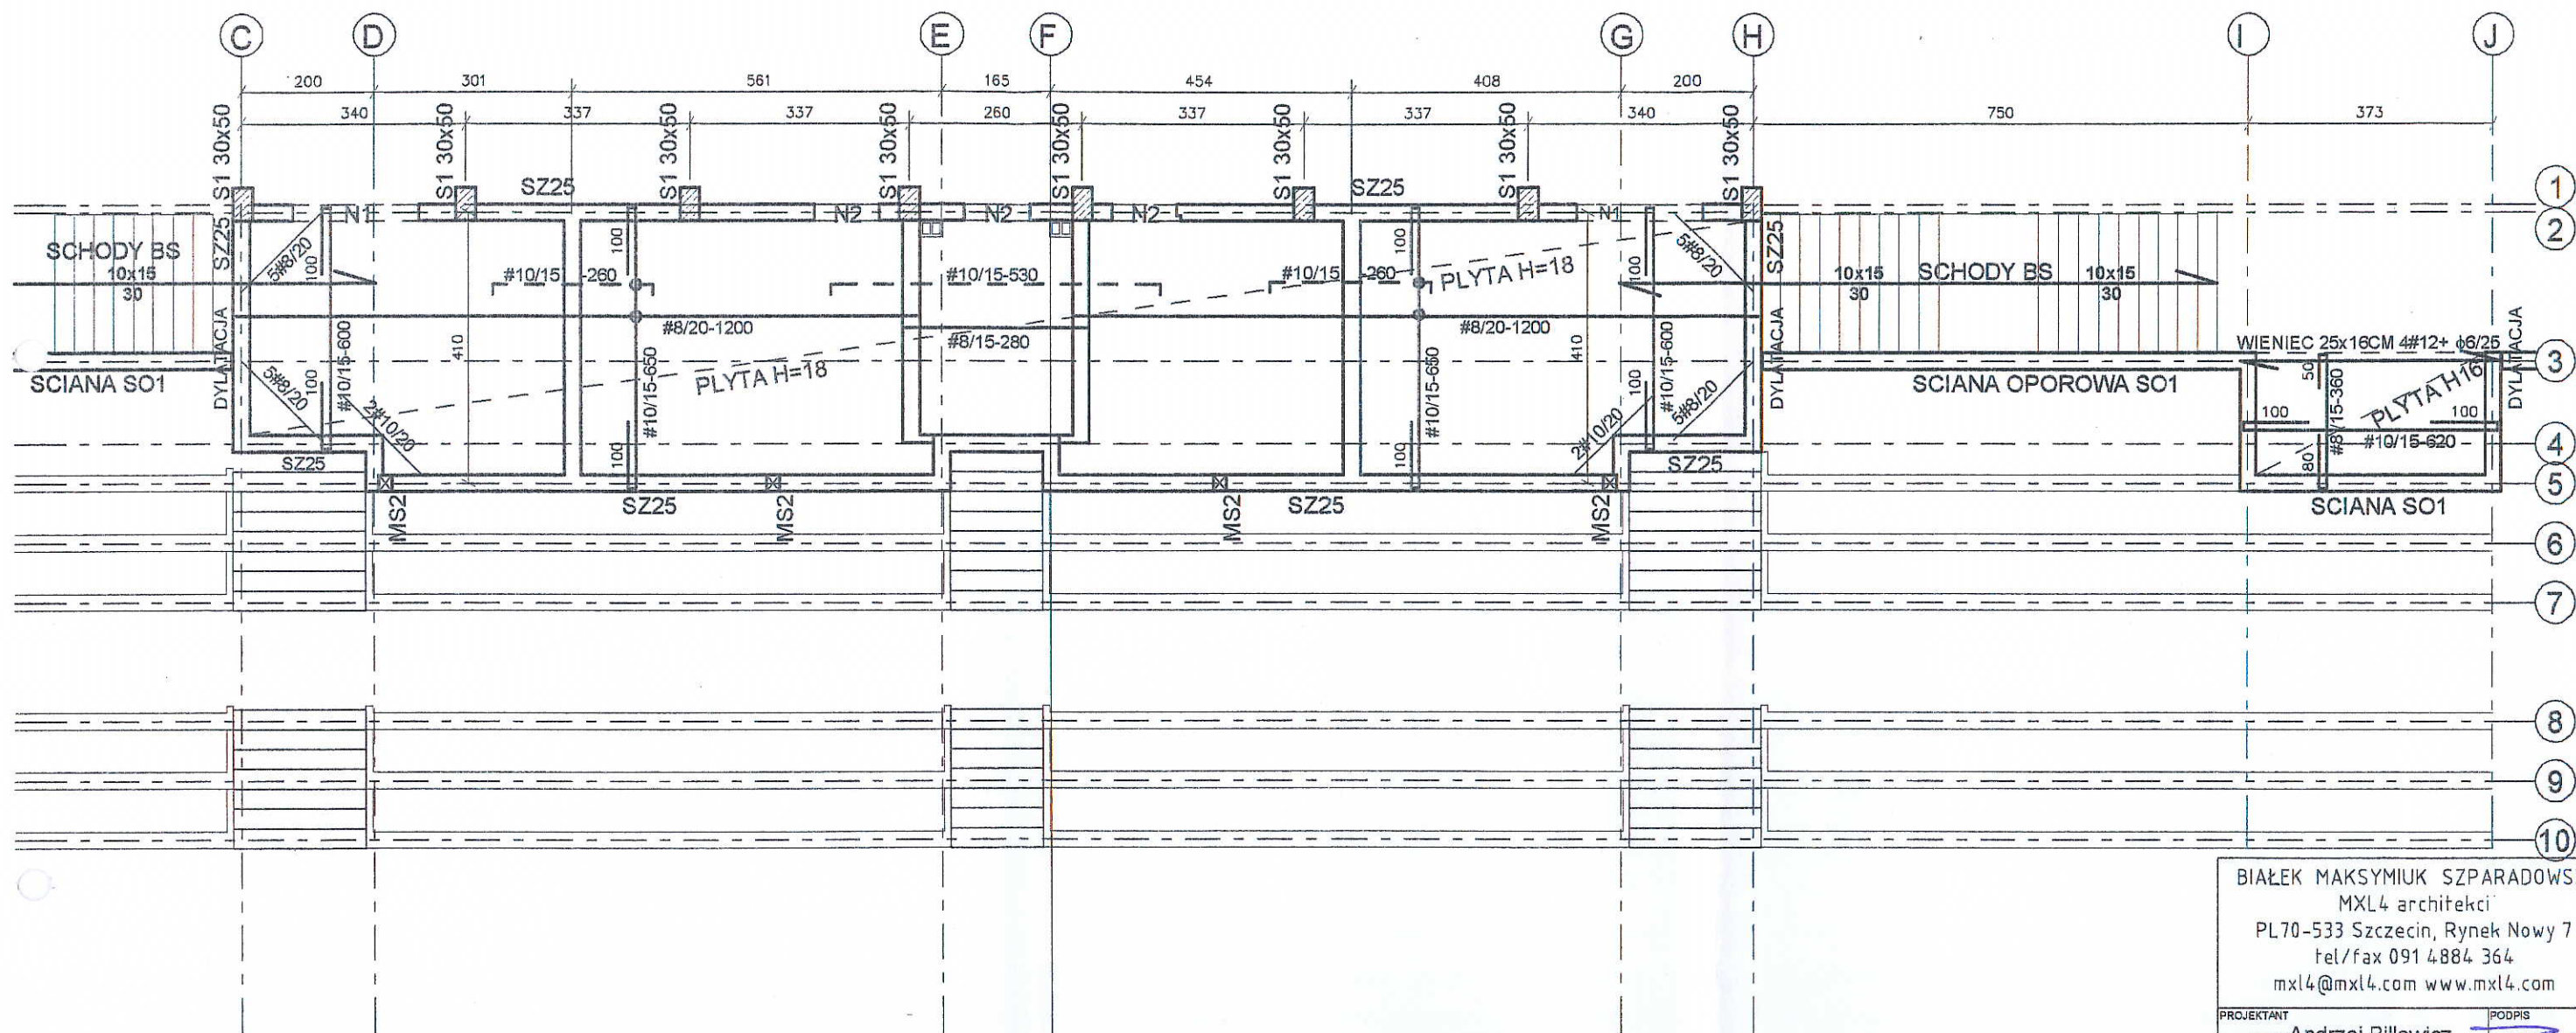 C D E F G H I J
200 301 561 165 454 408 200
340 337 337 260 337 337 340 750 373
S1 30x50 S1 30x50 S1 30x50 S1 30x50 S1 30x50 S1 30x50 S1 30x50 S1 30x50
SZ25 SZ25
1
N1 N2 N2 N2 N1
2
SCHODY BS
10x15
30
SZ25
5#8/20
100
#10/15 -260
100
#10/15-530
#10/15 -260
100
PLYTA H=18
100
5#8/20
SZ25
10x15
30
SCHODY BS
10x15
30
DYLATACJA
#8/20-1200
#8/15-280
#8/20-1200
DYLATACJA
DYLATACJA
WIENIEC 25x16CM 4#12+ ϕ6/25
3
SCIANA SO1
5#8/20
100
#10/15-600
2#10/20
410
#10/15-650
100
PLYTA H=18
#10/15-650
100
410
100
#10/15-600
2#10/20
5#8/20
SCIANA OPOROWA SO1
50
#8/15-360
PLYTA H16
100 100
#10/15-620
80
4
SZ25 SZ25
5
MS2 SZ25 MS2 MS2 SZ25 MS2
SCIANA SO1
6
7
8
9
10
BIAŁEK MAKSYMIUK SZPARADOWS
MXL4 architekci
PL70-533 Szczecin, Rynek Nowy 7
tel/fax 091 4884 364
mxl4@mxl4.com www.mxl4.com
PROJEKTANT PODPIS
Andrzej